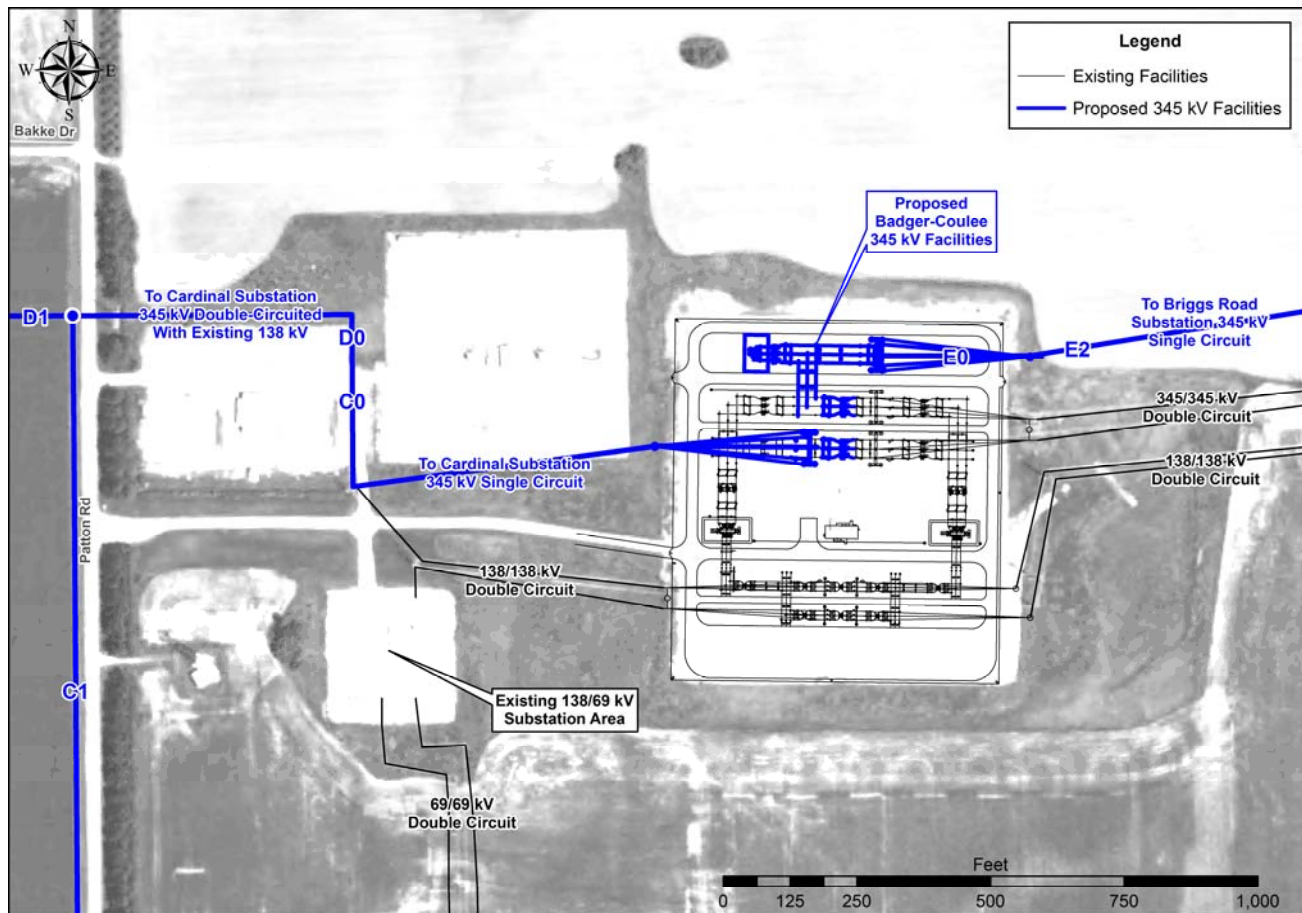 N
W E
S
Bakke Dr
Legend
Existing Facilities
Proposed 345 kV Facilities
Proposed
Badger-Coulee
345 kV Facilities
To Cardinal Substation
345 kV Double-Circuited
With Existing 138 kV
D1
D0
C0
To Briggs Road
Substation 345 kV
Single Circuit
E0
E2
345/345 kV
Double Circuit
To Cardinal Substation
345 kV Single Circuit
138/138 kV
Double Circuit
Patton Rd
138/138 kV
Double Circuit
C1
Existing 138/69 kV
Substation Area
69/69 kV
Double Circuit
Feet
0 125 250 500 750 1,000